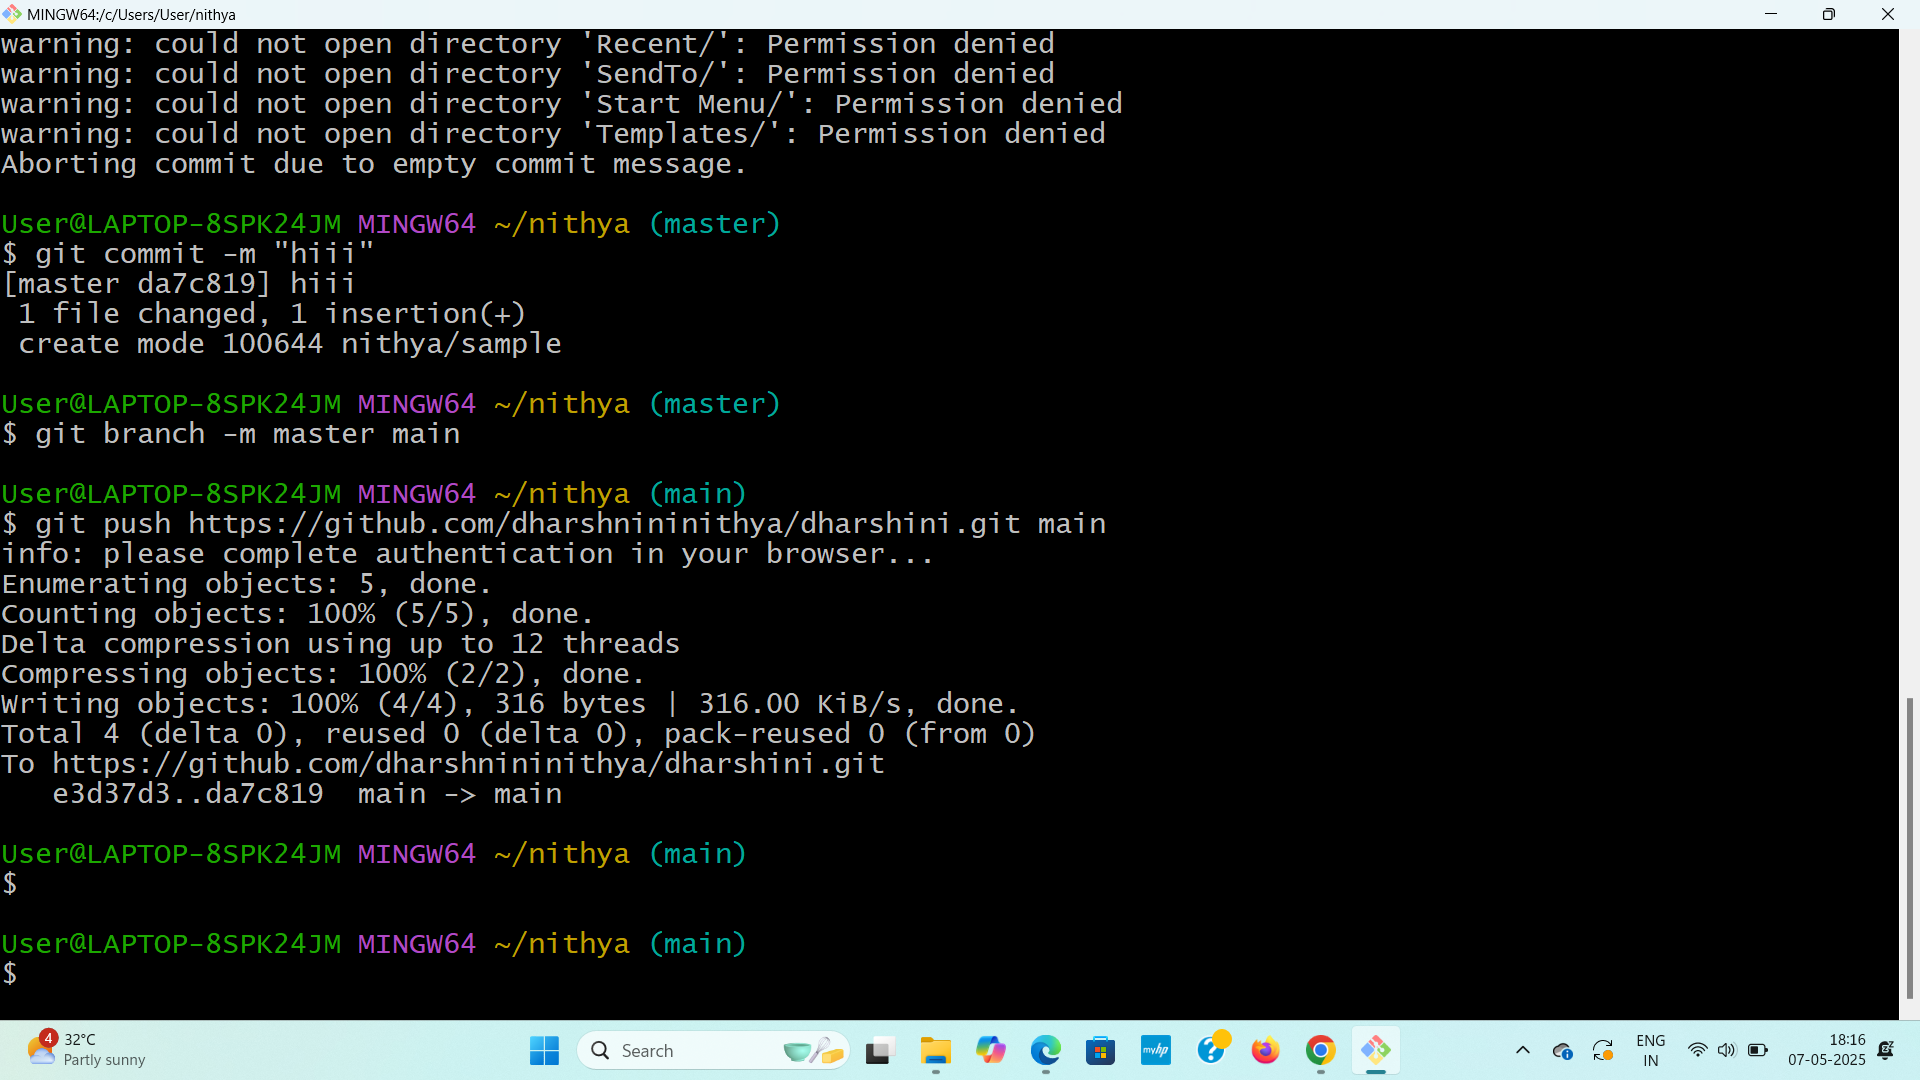 MINGW64:/c/Users/User/nithya
warning: could not open directory 'Recent/': Permission denied
warning: could not open directory 'SendTo/': Permission denied
warning: could not open directory 'Start Menu/': Permission denied
warning: could not open directory 'Templates/': Permission denied
Aborting commit due to empty commit message.
User@LAPTOP-8SPK24JM MINGW64 ~/nithya (master)
$ git commit -m "hiii"
[master da7c819] hiii
1 file changed, 1 insertion(+)
create mode 100644 nithya/sample
User@LAPTOP-8SPK24JM MINGW64 ~/nithya (master)
$ git branch -m master main
User@LAPTOP-8SPK24JM MINGW64 ~/nithya (main)
$ git push https://github.com/dharshnininithya/dharshini.git main
info: please complete authentication in your browser...
Enumerating objects: 5, done.
Counting objects: 100% (5/5), done.
Delta compression using up to 12 threads
Compressing objects: 100% (2/2), done.
Writing objects: 100% (4/4), 316 bytes | 316.00 KiB/s, done.
Total 4 (delta 0), reused 0 (delta 0), pack-reused 0 (from 0)
To https://github.com/dharshnininithya/dharshini.git
e3d37d3..da7c819  main -> main
User@LAPTOP-8SPK24JM MINGW64 ~/nithya (main)
$
User@LAPTOP-8SPK24JM MINGW64 ~/nithya (main)
$
4
32°C
Partly sunny
Search
myhp
ENG
IN
18:16
07-05-2025